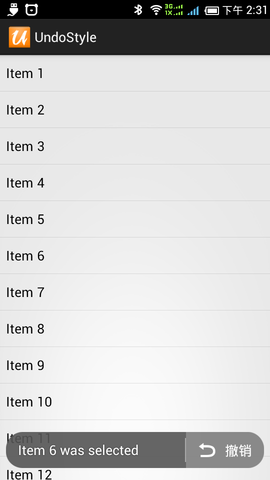 3G
1X
下午 2:31
UndoStyle
Item 1
Item 2
Item 3
Item 4
Item 5
Item 6
Item 7
Item 8
Item 9
Item 10
Item 11
Item 6 was selected
撤销
Item 12